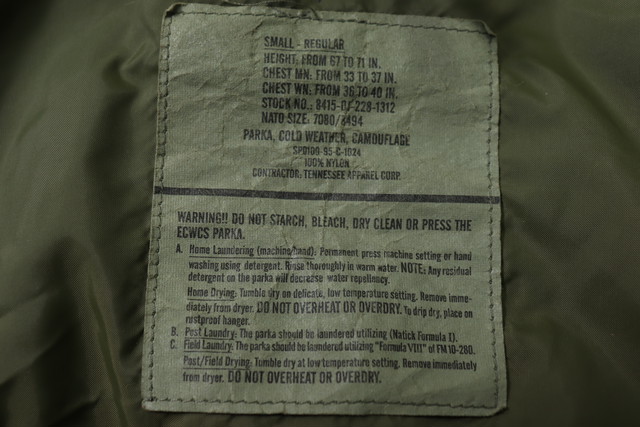 SMALL - REGULAR
HEIGHT, FROM 67 TO 71 IN.
CHEST MN: FROM 33 TO 37 IN.
CHEST WN: FROM 36 TO 40 IN.
STOCK NO.: 8415-01-228-1312
NATO SIZE: 7080/8494
PARKA, COLD WEATHER, CAMOUFLAGE
SPO100-95-C-1024
100% NYLON
CONTRACTOR, TENNESSEE APPAREL CORP.
WARNING!! DO NOT STARCH, BLEACH, DRY CLEAN OR PRESS THE
ECWCS PARKA.
A. Home Laundering (machine/hand): Permanent press machine setting or hand
washing using detergent. Rinse thoroughly in warm water. NOTE: Any residual
detergent on the parka will decrease water repellency.
Home Drying: Tumble dry on delicate, low temperature setting. Remove imme-
diately from dryer. DO NOT OVERHEAT OR OVERDRY. To drip dry, place on
rustproof hanger.
B. Post Laundry: The parka should be laundered utilizing (Natick Formula I).
C. Field Laundry: The parka should be laundered utilizing "Formula VIII" of FM 10-280.
Post/Field Drying: Tumble dry at low temperature setting. Remove immediately
from dryer. DO NOT OVERHEAT OR OVERDRY.